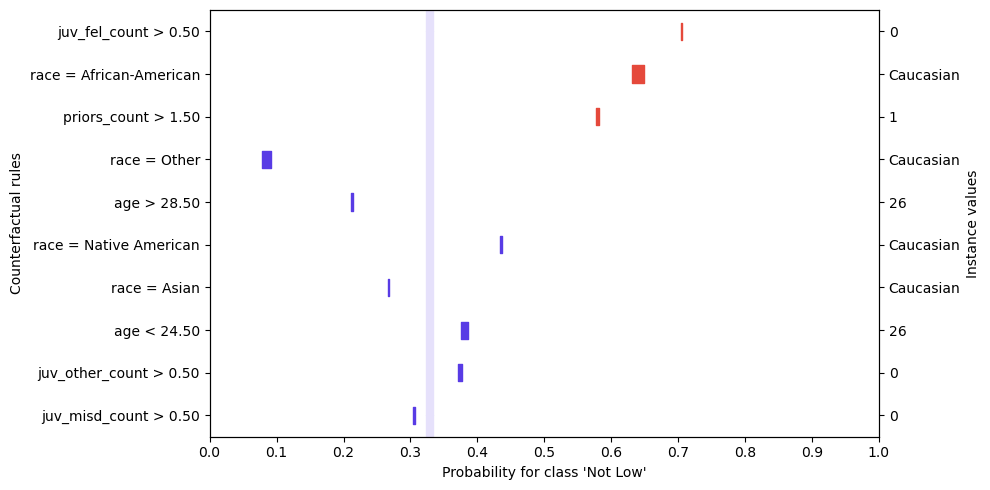 juv_fel_count > 0.50
0
race = African-American
Caucasian
priors_count > 1.50
1
race = Other
Caucasian
age > 28.50
26
race = Native American
Caucasian
race = Asian
Caucasian
age < 24.50
26
juv_other_count > 0.50
0
juv_misd_count > 0.50
0
Counterfactual rules
Instance values
0.0 0.1 0.2 0.3 0.4 0.5 0.6 0.7 0.8 0.9 1.0
Probability for class 'Not Low'